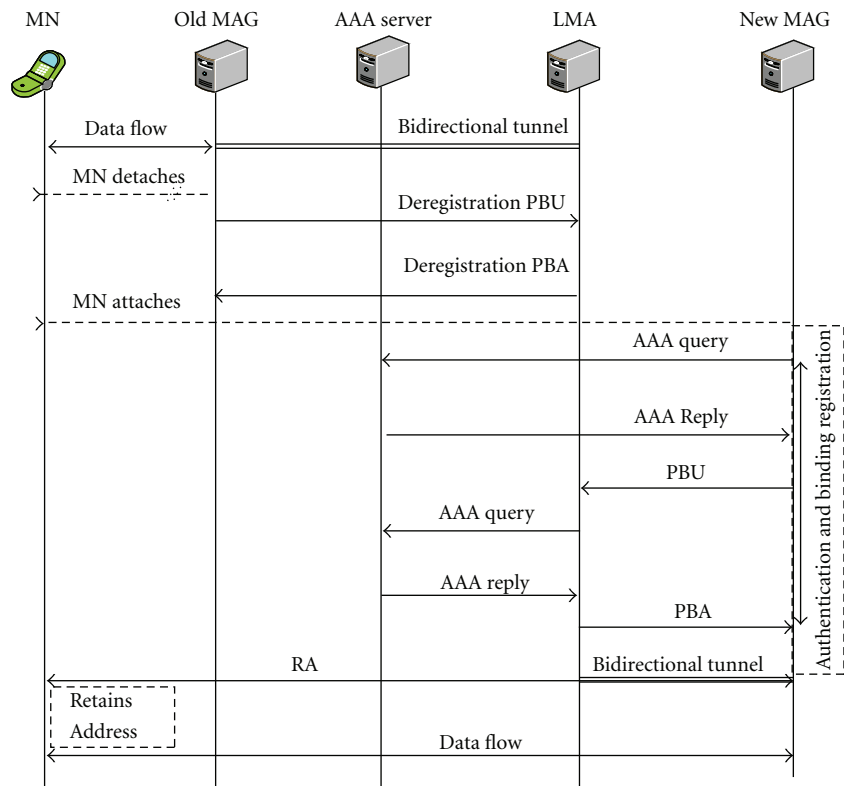 MN
Old MAG
AAA server
LMA
New MAG
Data flow
Bidirectional tunnel
MN detaches
Deregistration PBU
Deregistration PBA
MN attaches
AAA query
AAA Reply
PBU
AAA query
AAA reply
PBA
Authentication and binding registration
RA
Bidirectional tunnel
Retains
Address
Data flow